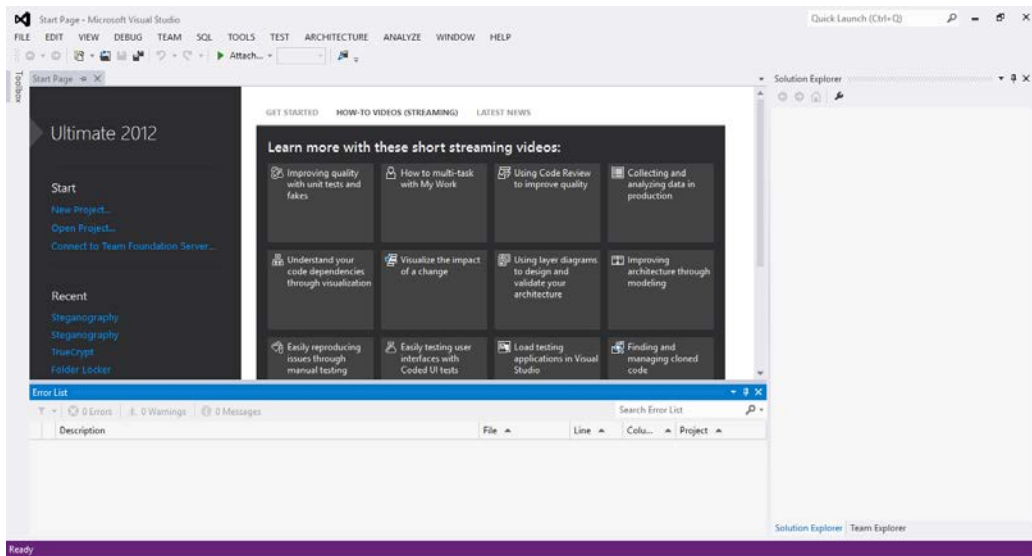 Start Page - Microsoft Visual Studio
Quick Launch (Ctrl+Q)
FILE EDIT VIEW DEBUG TEAM SQL TOOLS TEST ARCHITECTURE ANALYZE WINDOW HELP
Attach...
Toolbox
Start Page
Solution Explorer
GET STARTED HOW-TO VIDEOS (STREAMING) LATEST NEWS
Ultimate 2012
Learn more with these short streaming videos:
Start
New Project...
Open Project...
Connect to Team Foundation Server...
Recent
Steganography
Steganography
TrueCrypt
Folder Locker
Improving quality
with unit tests and
fakes
How to multi-task
with My Work
Using Code Review
to improve quality
Collecting and
analyzing data in
production
Understand your
code dependencies
through visualization
Visualize the impact
of a change
Using layer diagrams
to design and
validate your
architecture
Improving
architecture through
modeling
Easily reproducing
issues through
manual testing
Easily testing user
interfaces with
Coded UI tests
Load testing
applications in Visual
Studio
Finding and
managing cloned
code
Error List
0 Errors 0 Warnings 0 Messages
Search Error List
Description File Line Colu... Project
Solution Explorer Team Explorer
Ready